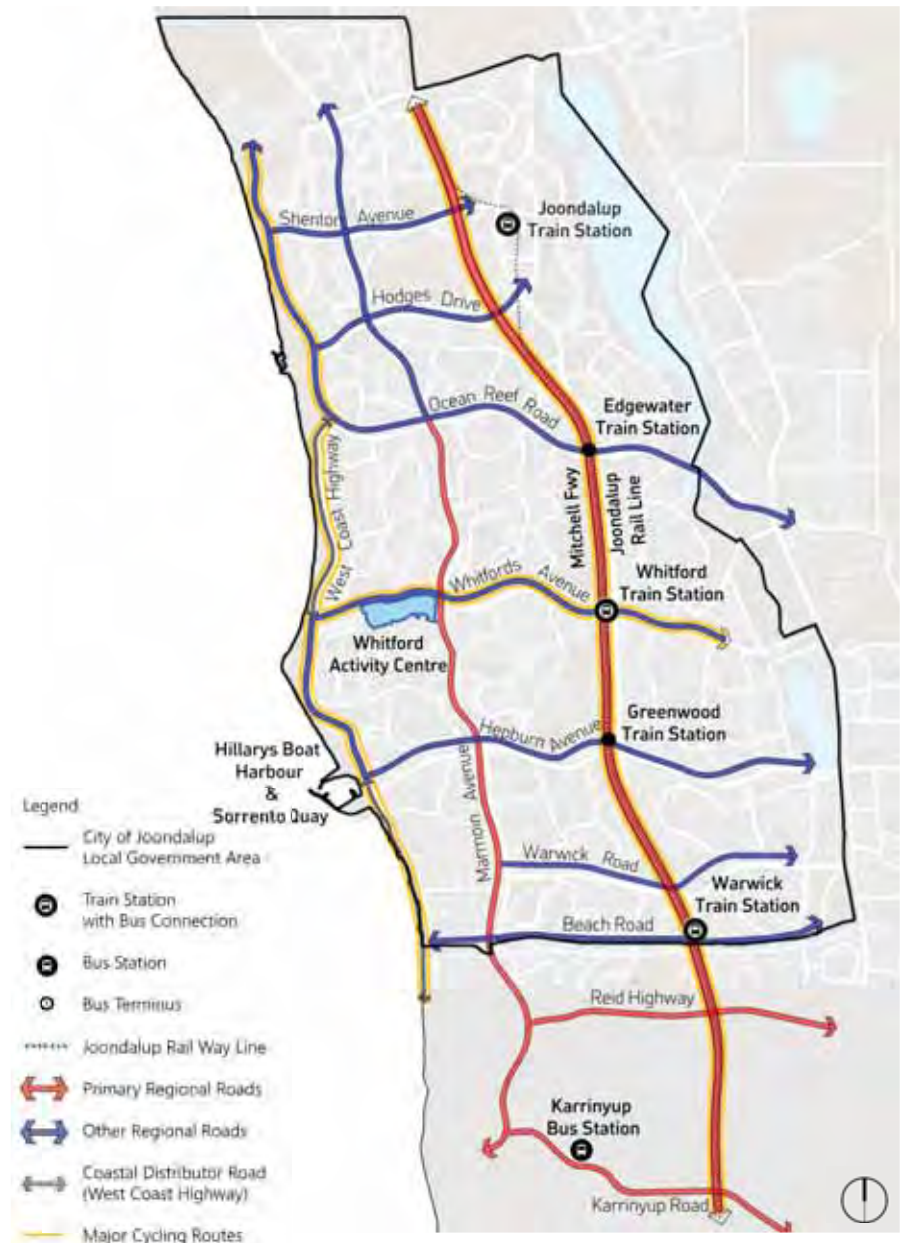 Shenton Avenue
Joondalup
Train Station
Hodges Drive
Ocean Reef Road
Edgewater
Train Station
West Coast Highway
Mitchell Fwy
Joondalup
Rail Line
Whitfords Avenue
Whitford
Train Station
Whitford
Activity Centre
Hepburn Avenue
Greenwood
Train Station
Hillarys Boat
Harbour
&
Sorrento Quay
Marmoin Avenue
Warwick Road
Warwick
Train Station
Beach Road
Reid Highway
Karrinyup
Bus Station
Karrinyup Road
Legend
City of Joondalup
Local Government Area
Train Station
with Bus Connection
Bus Station
Bus Terminus
Joondalup Rail Way Line
Primary Regional Roads
Other Regional Roads
Coastal Distributor Road
(West Coast Highway)
Major Cycling Routes